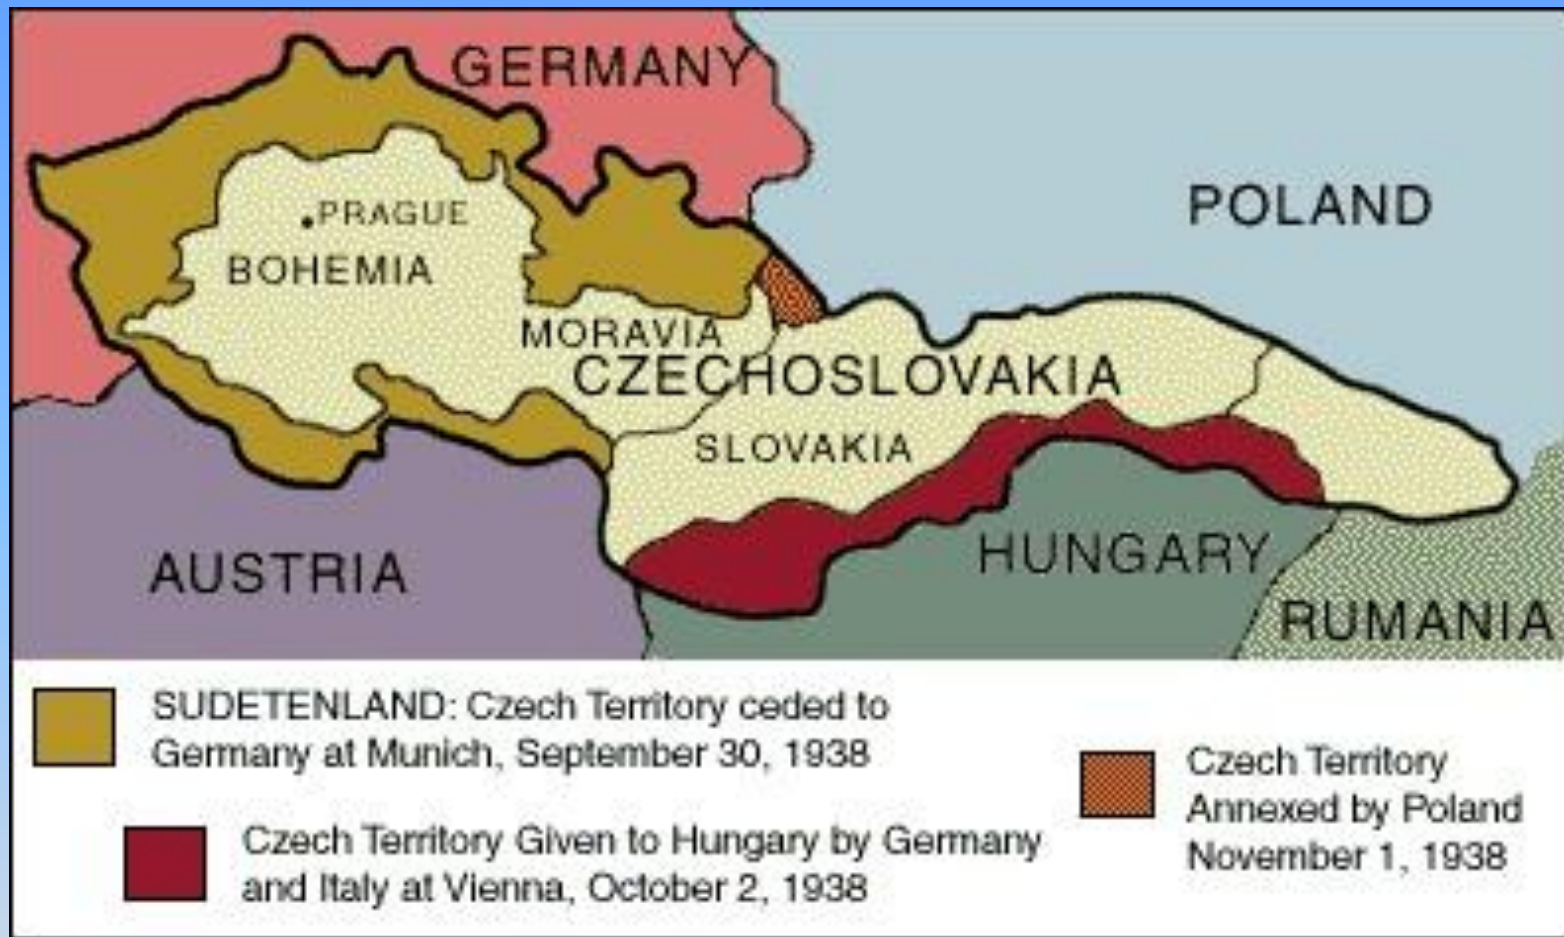 GERMANY
POLAND
PRAGUE
BOHEMIA
MORAVIA
CZECHOSLOVAKIA
SLOVAKIA
AUSTRIA
HUNGARY
RUMANIA
SUDETENLAND: Czech Territory ceded to
Germany at Munich, September 30, 1938
Czech Territory Given to Hungary by Germany
and Italy at Vienna, October 2, 1938
Czech Territory
Annexed by Poland
November 1, 1938